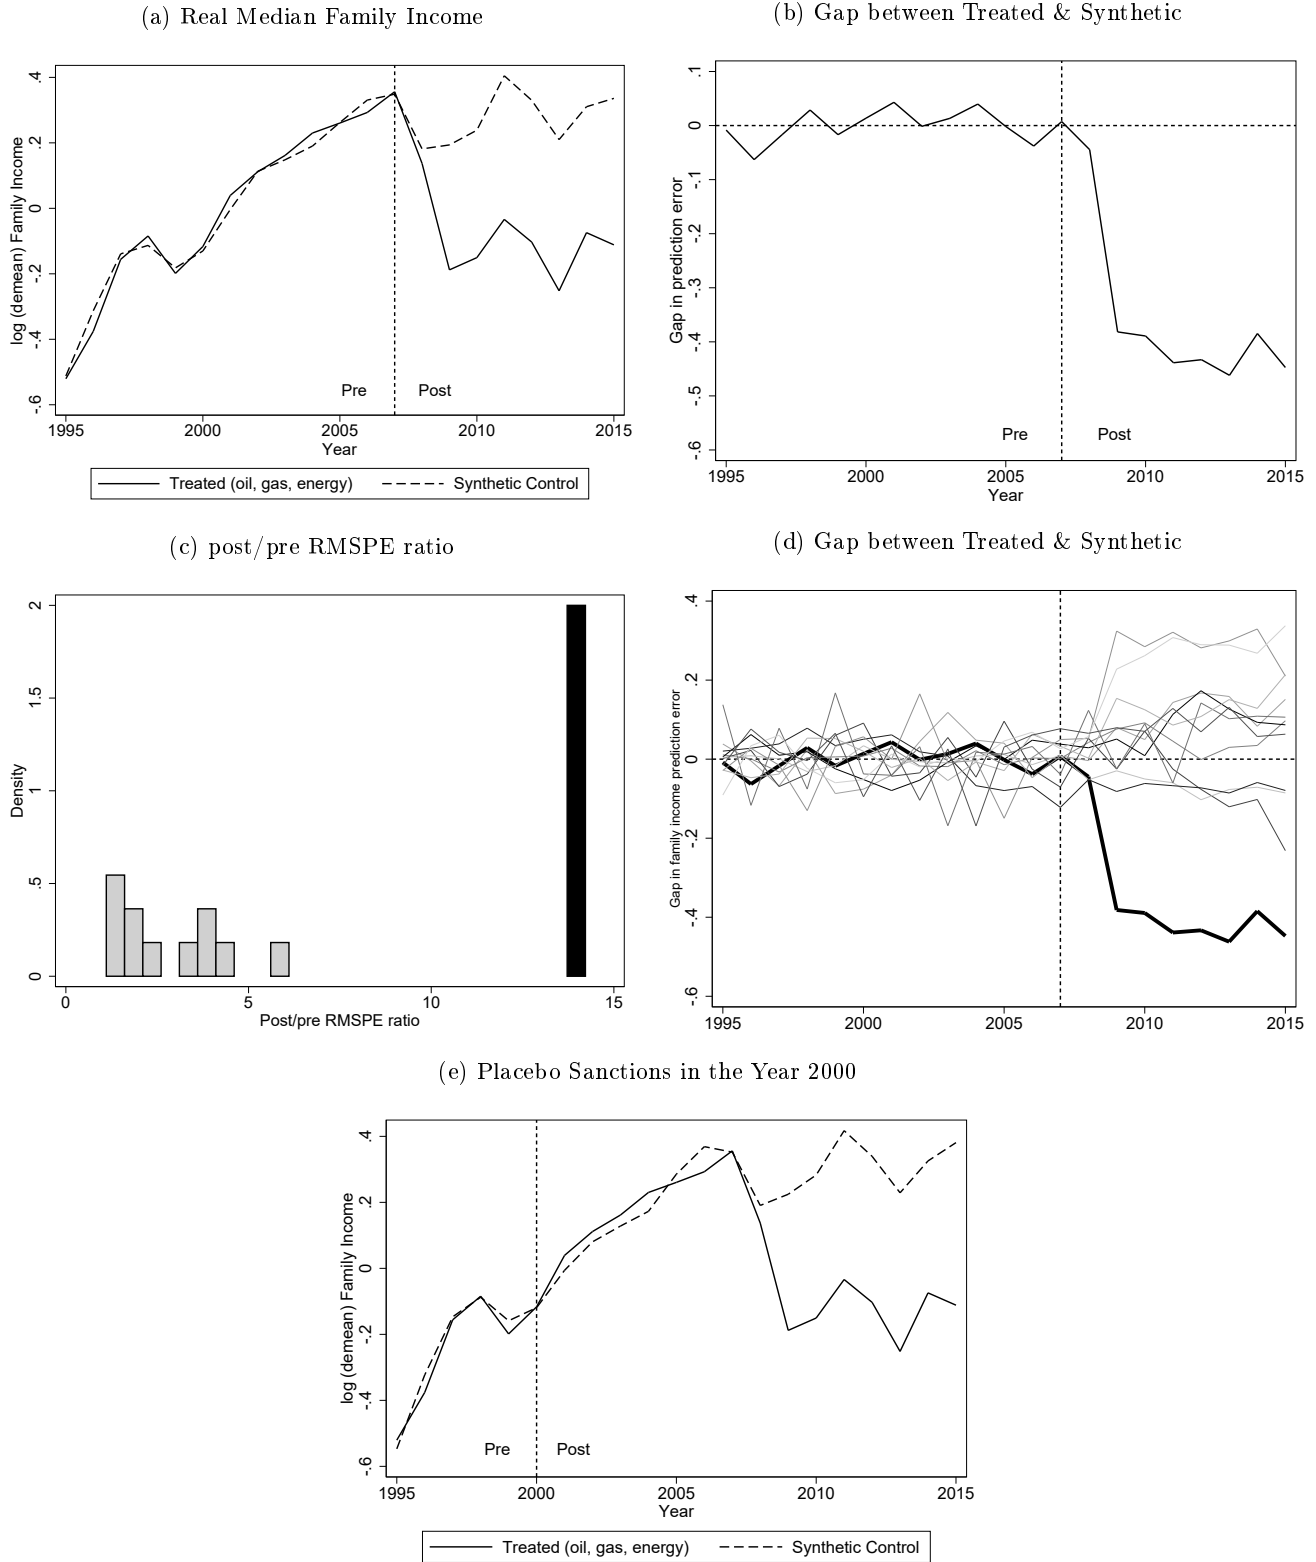 (a) Real Median Family Income
log (demean) Family Income
.4
.2
0
-.2
-.4
-.6
Pre
Post
1995
2000
2005
2010
2015
Year
Treated (oil, gas, energy)
Synthetic Control
(b) Gap between Treated & Synthetic
Gap in prediction error
.1
0
-.1
-.2
-.3
-.4
-.5
-.6
Pre
Post
1995
2000
2005
2010
2015
Year
(c) post/pre RMSPE ratio
Density
2
1.5
1
.5
0
0
5
10
15
Post/pre RMSPE ratio
(d) Gap between Treated & Synthetic
Gap in family income prediction error
.4
.2
0
-.2
-.4
-.6
1995
2000
2005
2010
2015
(e) Placebo Sanctions in the Year 2000
log (demean) Family Income
.4
.2
0
-.2
-.4
-.6
Pre
Post
1995
2000
2005
2010
2015
Year
Treated (oil, gas, energy)
Synthetic Control